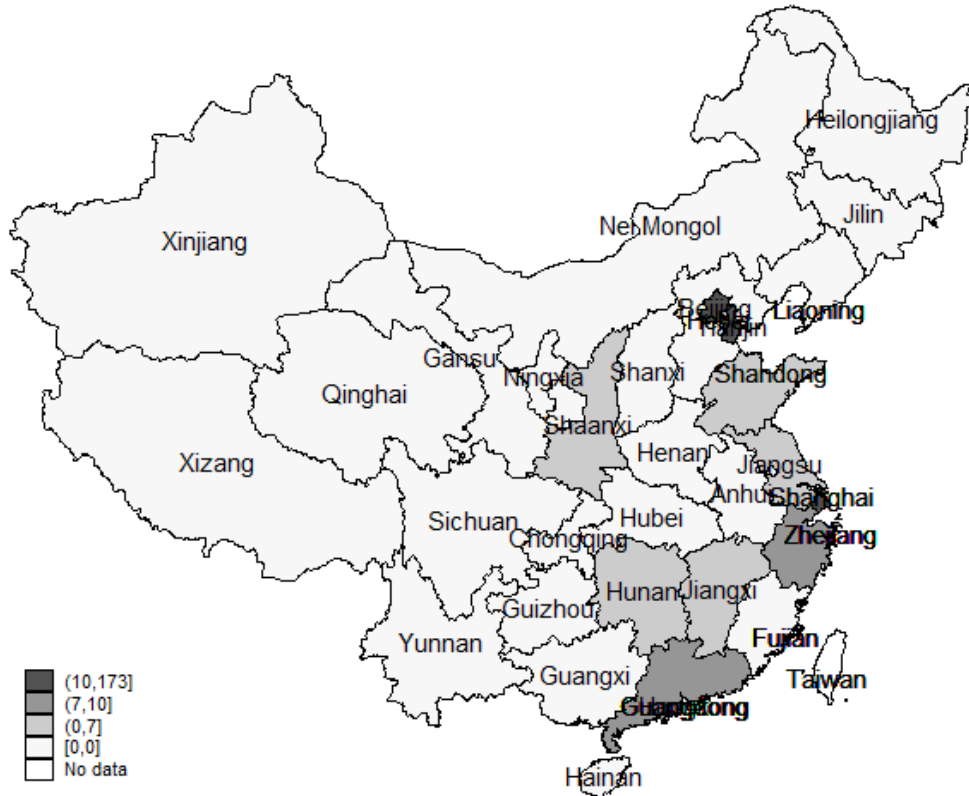 Heilongjiang
Jilin
Nei Mongol
Xinjiang
Beijing
Liaoning
Gansu
Ningxia
Shanxi
Shandong
Qinghai
Shaanxi
Henan
Jiangsu
Xizang
Anhui
Shanghai
Sichuan
Hubei
Chongqing
Zhejiang
Hunan
Jiangxi
Guizhou
Yunnan
Fujian
Guangxi
Taiwan
Hainan
(10,173]
(7,10]
(0,7]
[0,0]
No data